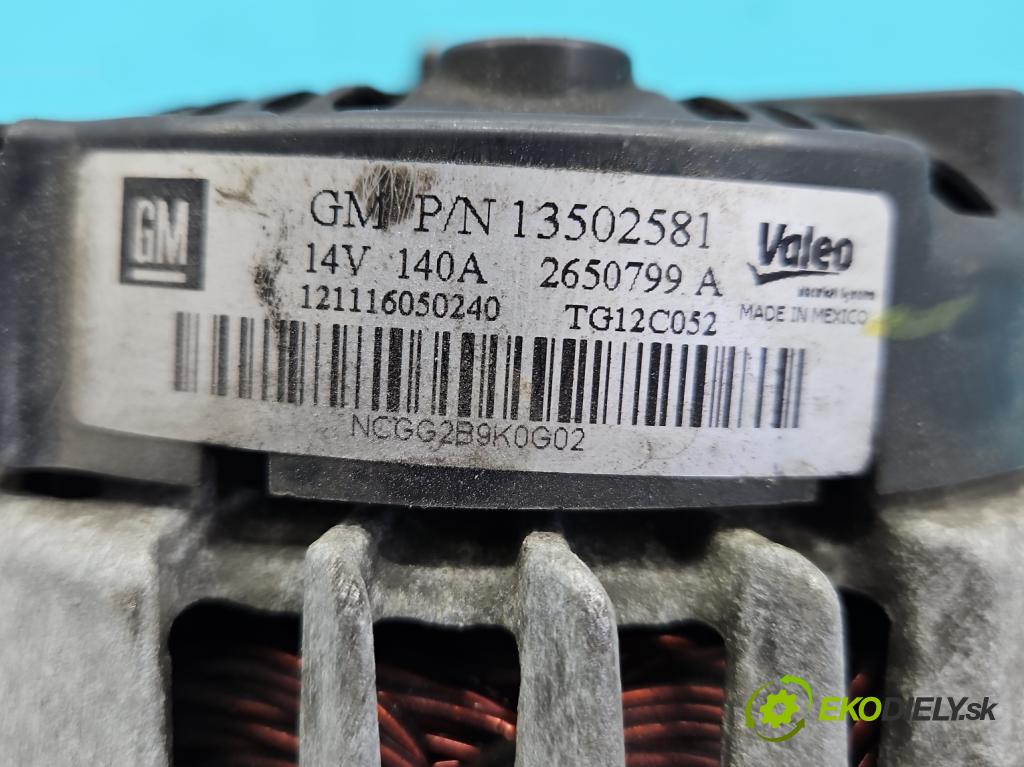 GM
GM P/N 13502581
14V 140A 2650799 A
121116050240 TG12C052
Valeo
MADE IN MEXICO
NCGG2B9K0G02
EKODIELY.sk